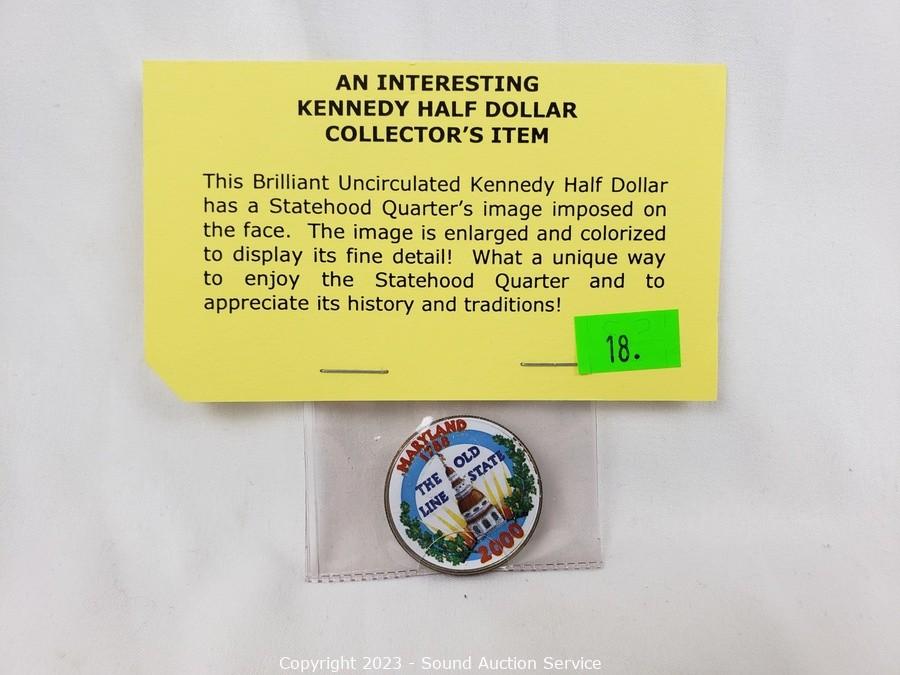 AN INTERESTING
KENNEDY HALF DOLLAR
COLLECTOR'S ITEM
This Brilliant Uncirculated Kennedy Half Dollar
has a Statehood Quarter's image imposed on
the face. The image is enlarged and colorized
to display its fine detail! What a unique way
to enjoy the Statehood Quarter and to
appreciate its history and traditions!
18.
MARYLAND
1788
THE OLD
LINE STATE
2000
Copyright 2023 - Sound Auction Service